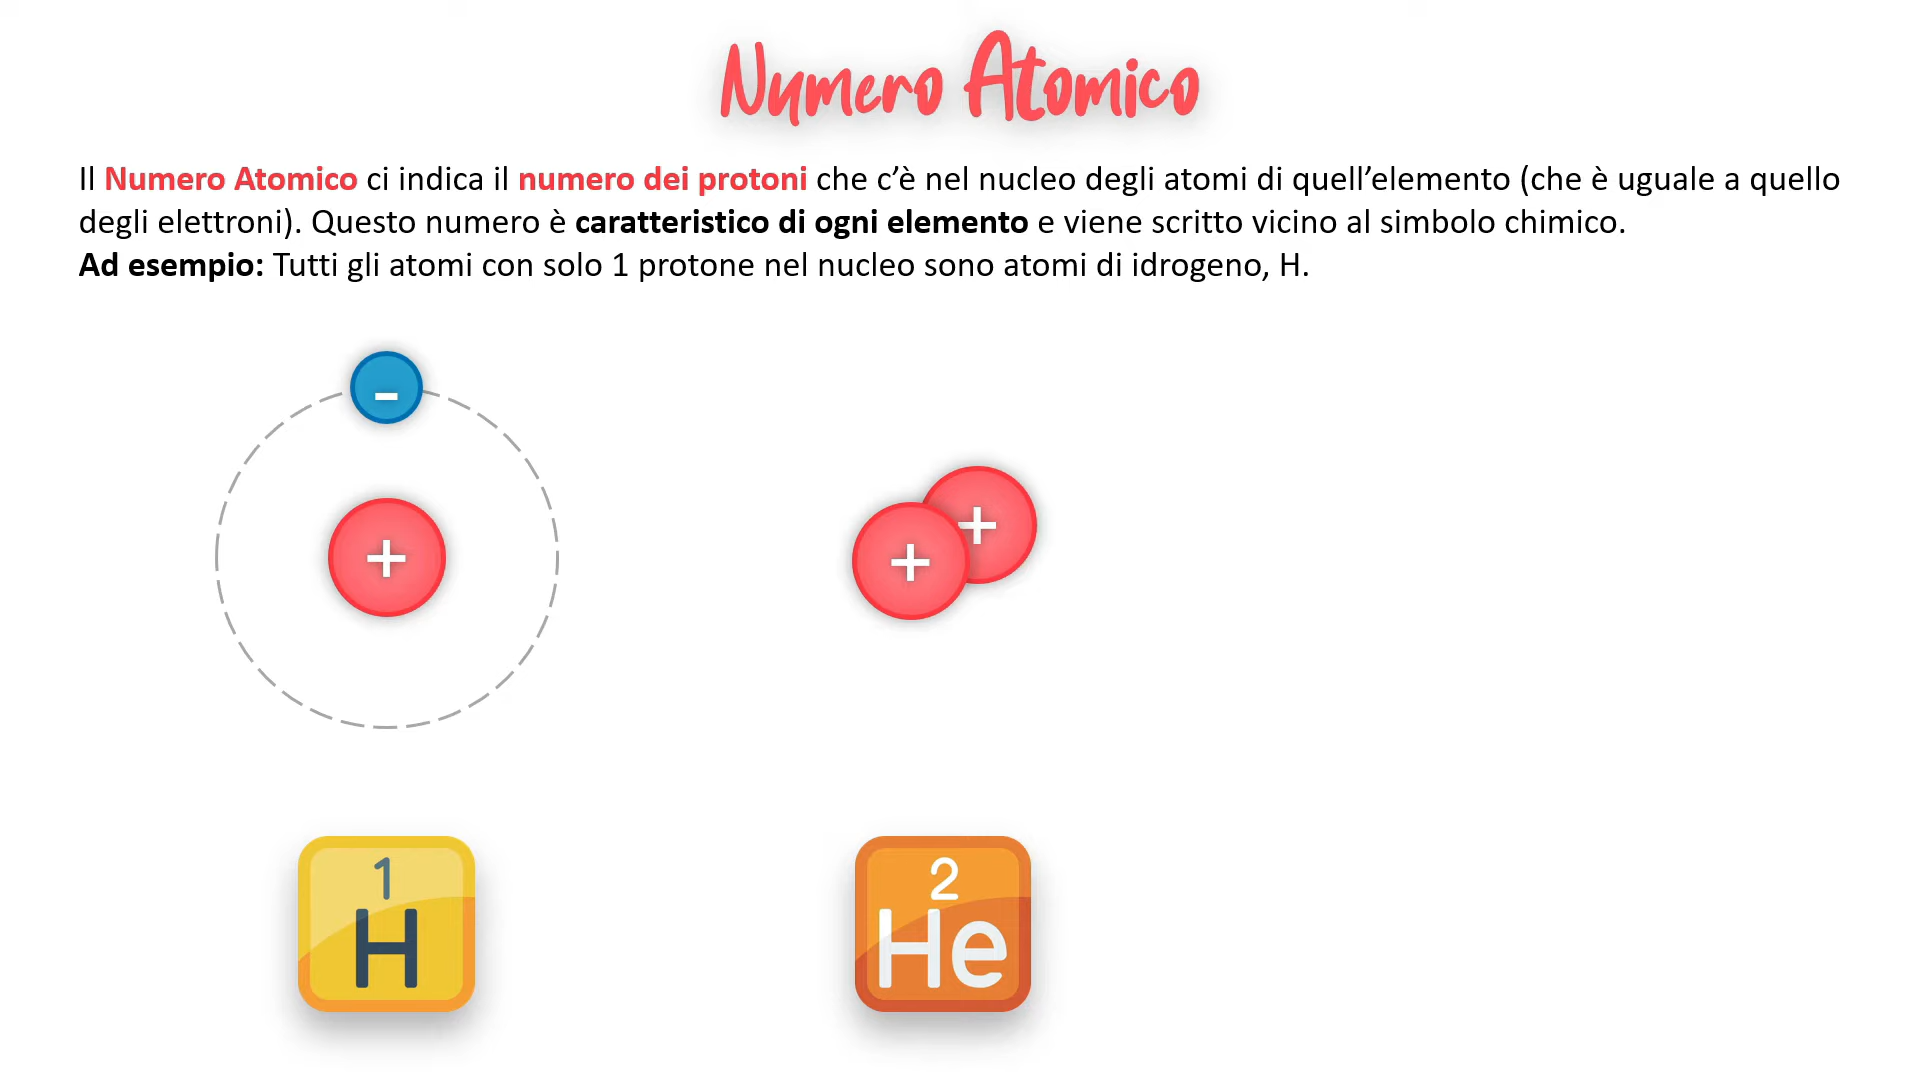 Numero Atomico
Il Numero Atomico ci indica il numero dei protoni che c’è nel nucleo degli atomi di quell’elemento (che è uguale a quello
degli elettroni). Questo numero è caratteristico di ogni elemento e viene scritto vicino al simbolo chimico.
Ad esempio: Tutti gli atomi con solo 1 protone nel nucleo sono atomi di idrogeno, H.
-
+
+
+
1
H
2
He